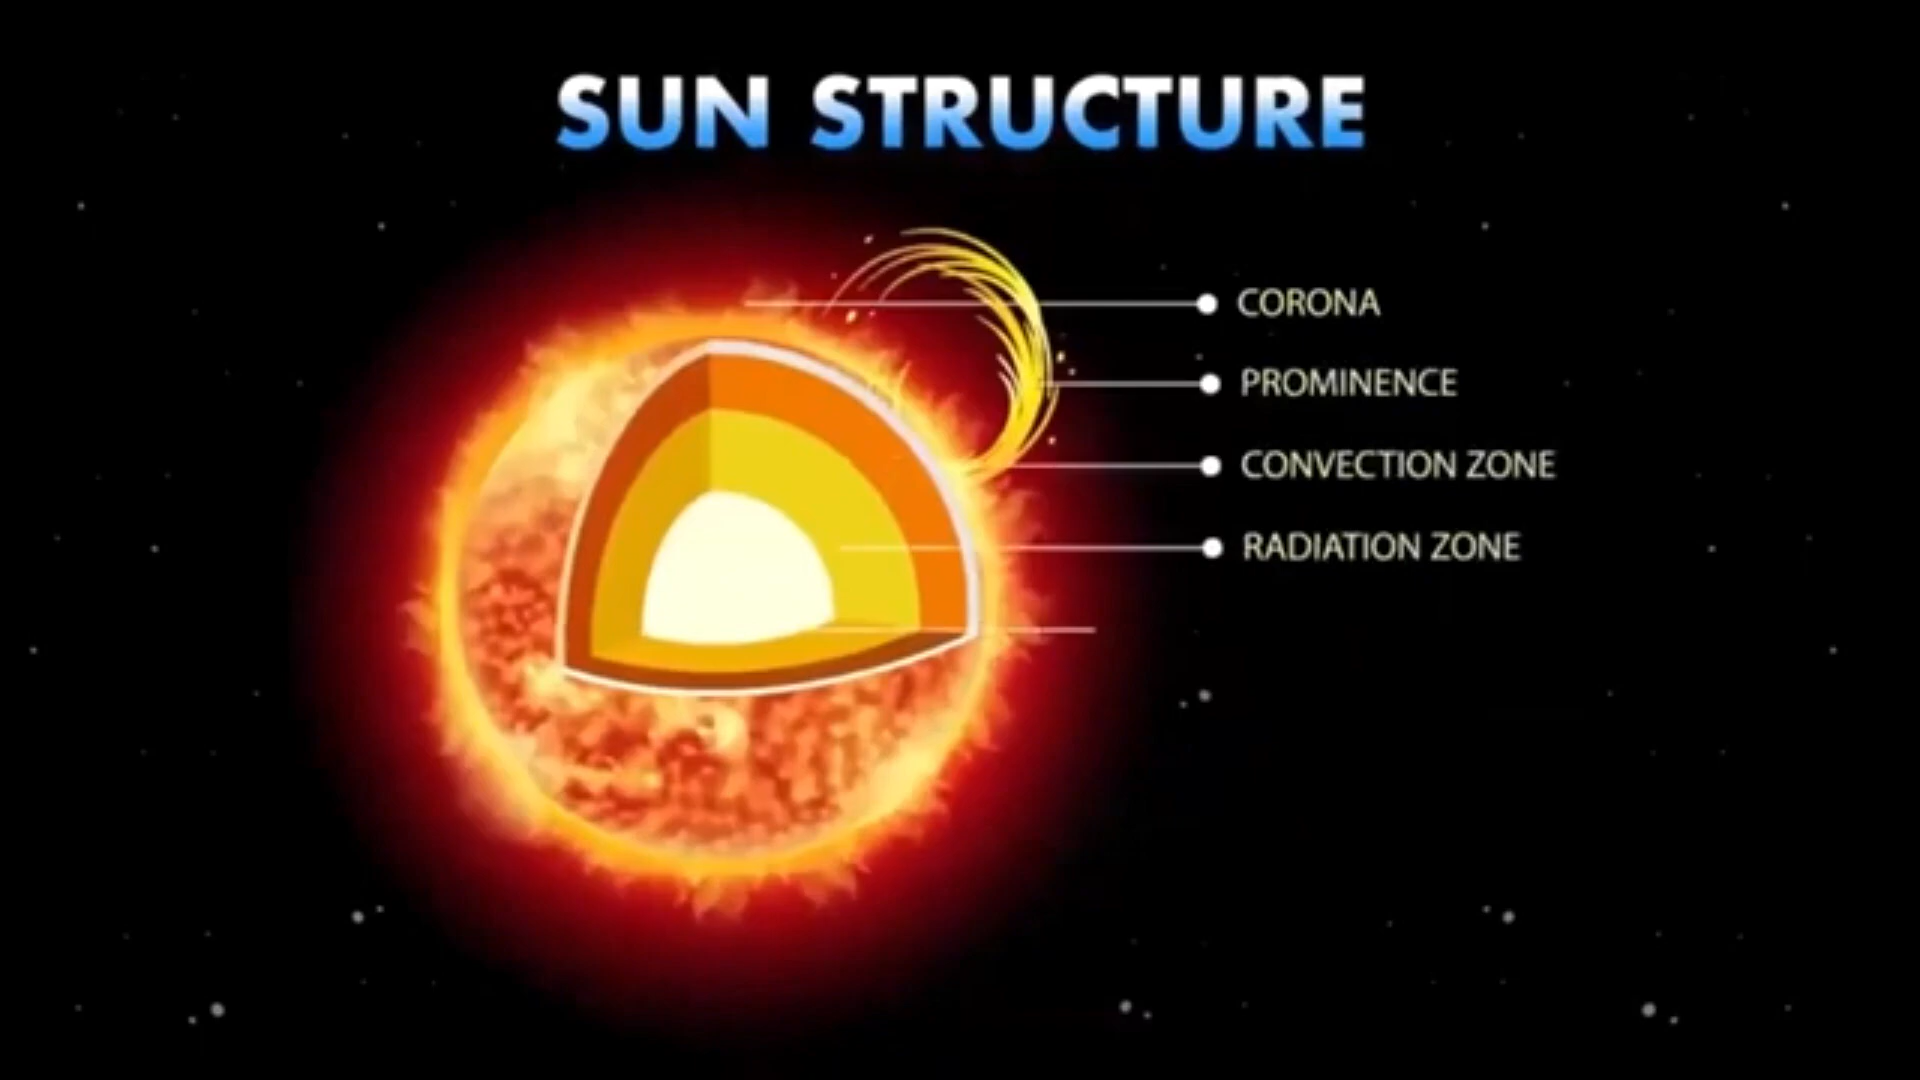 SUN STRUCTURE
CORONA
PROMINENCE
CONVECTION ZONE
RADIATION ZONE